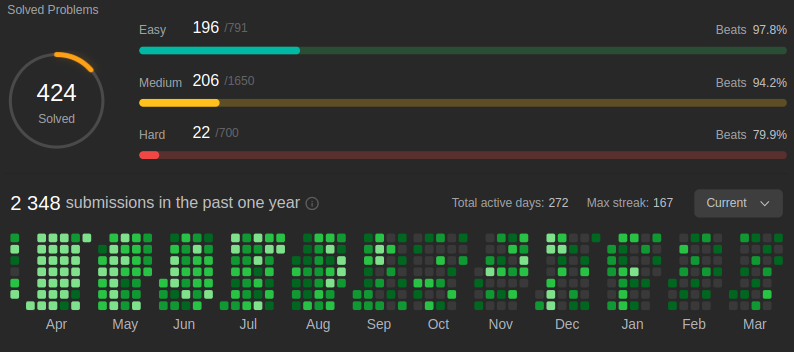 Solved Problems
Easy 196 /791 Beats 97.8%
424
Solved
Medium 206 /1650 Beats 94.2%
Hard 22 /700 Beats 79.9%
2 348 submissions in the past one year Total active days: 272 Max streak: 167 Current
Apr May Jun Jul Aug Sep Oct Nov Dec Jan Feb Mar